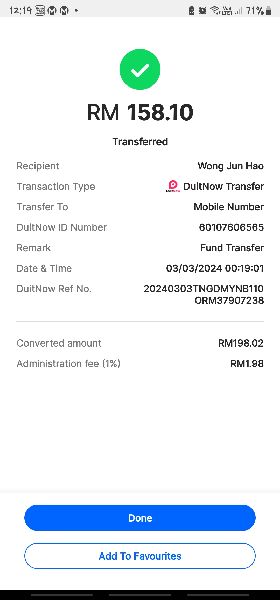 12:19
71%
RM 158.10
Transferred
Recipient Wong Jun Hao
Transaction Type DuitNow Transfer
Transfer To Mobile Number
DuitNow ID Number 60107606565
Remark Fund Transfer
Date & Time 03/03/2024 00:19:01
DuitNow Ref No. 20240303TNGDMYNB110
ORM37907238
Converted amount RM198.02
Administration fee (1%) RM1.98
Done
Add To Favourites